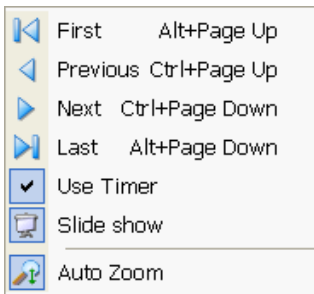 First Alt+Page Up
Previous Ctrl+Page Up
Next Ctrl+Page Down
Last Alt+Page Down
Use Timer
Slide show
Auto Zoom